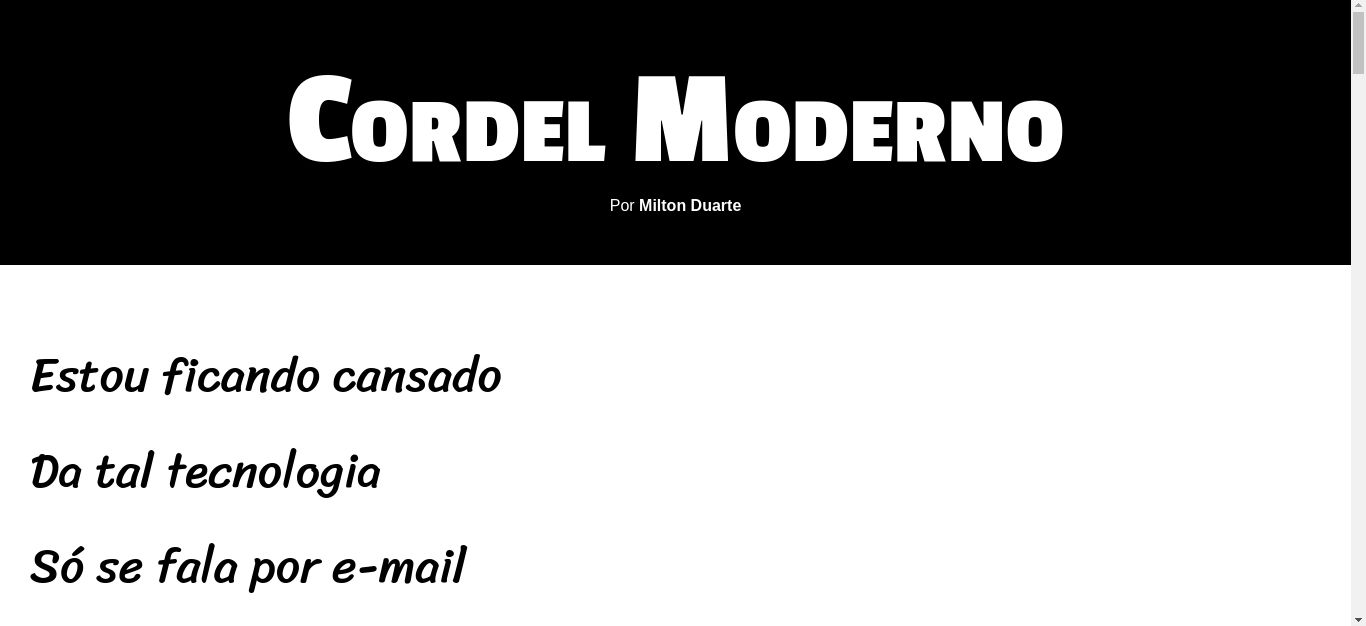 Cordel Moderno
Por Milton Duarte
Estou ficando cansado
Da tal tecnologia
Só se fala por e-mail